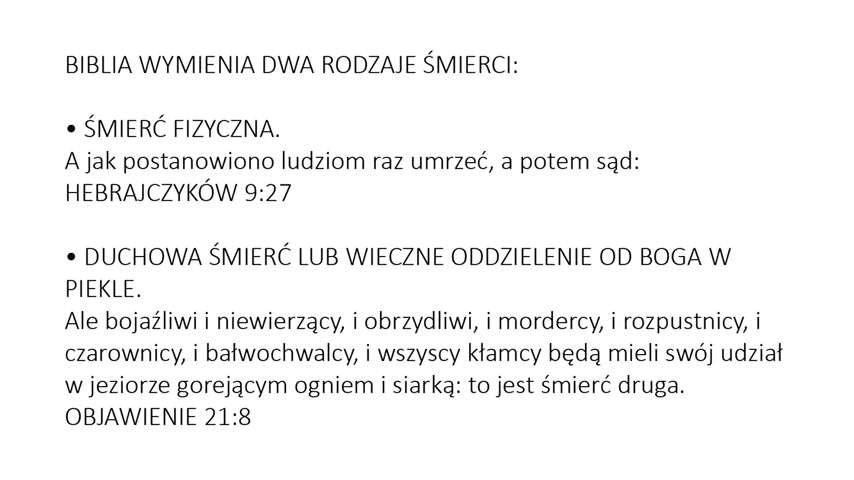 BIBLIA WYMIENIA DWA RODZAJE ŚMIERCI:
• ŚMIERĆ FIZYCZNA.
A jak postanowiono ludziom raz umrzeć, a potem sąd:
HEBRAJCZYKÓW 9:27
• DUCHOWA ŚMIERĆ LUB WIECZNE ODDZIELENIE OD BOGA W
PIEKLE.
Ale bojaźliwi i niewierzący, i obrzydliwi, i mordercy, i rozpustnicy, i
czarownicy, i bałwochwalcy, i wszyscy kłamcy będą mieli swój udział
w jeziorze gorejącym ogniem i siarką: to jest śmierć druga.
OBJAWIENIE 21:8